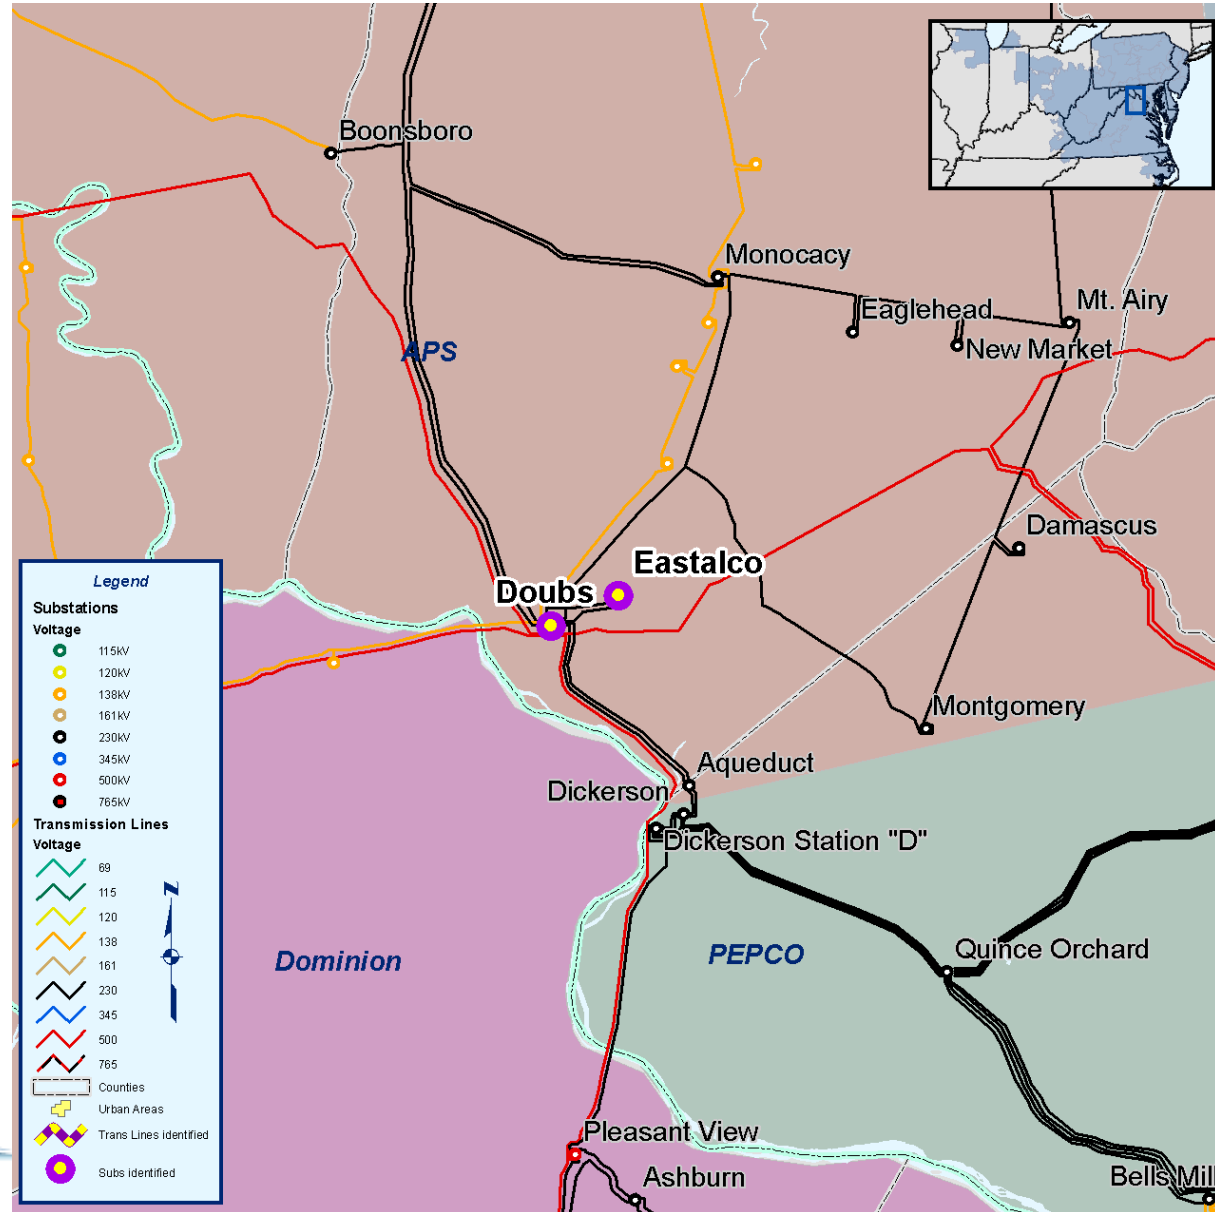 Boonsboro
Monocacy
Eaglehead
Mt. Airy
New Market
APS
Damascus
Eastalco
Doubs
Montgomery
Aqueduct
Dickerson
Dickerson Station "D"
Quince Orchard
Dominion
PEPCO
Pleasant View
Ashburn
Bells Mill
Legend
Substations
Voltage
115kV
120kV
138kV
161kV
230kV
345kV
500kV
765kV
Transmission Lines
Voltage
69
115
120
138
161
230
345
500
765
Counties
Urban Areas
Trans Lines identified
Subs identified
N